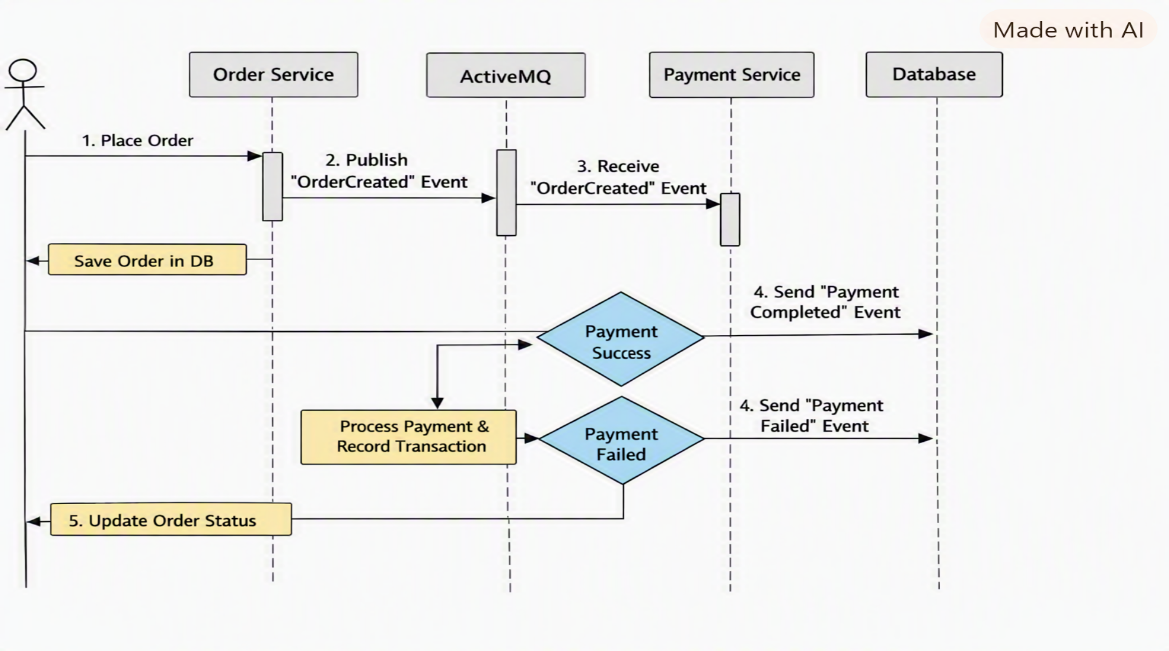 Made with AI
Order Service
ActiveMQ
Payment Service
Database
1. Place Order
2. Publish
"OrderCreated" Event
3. Receive
"OrderCreated" Event
Save Order in DB
4. Send "Payment
Completed" Event
Payment
Success
Process Payment &
Record Transaction
Payment
Failed
4. Send "Payment
Failed" Event
5. Update Order Status